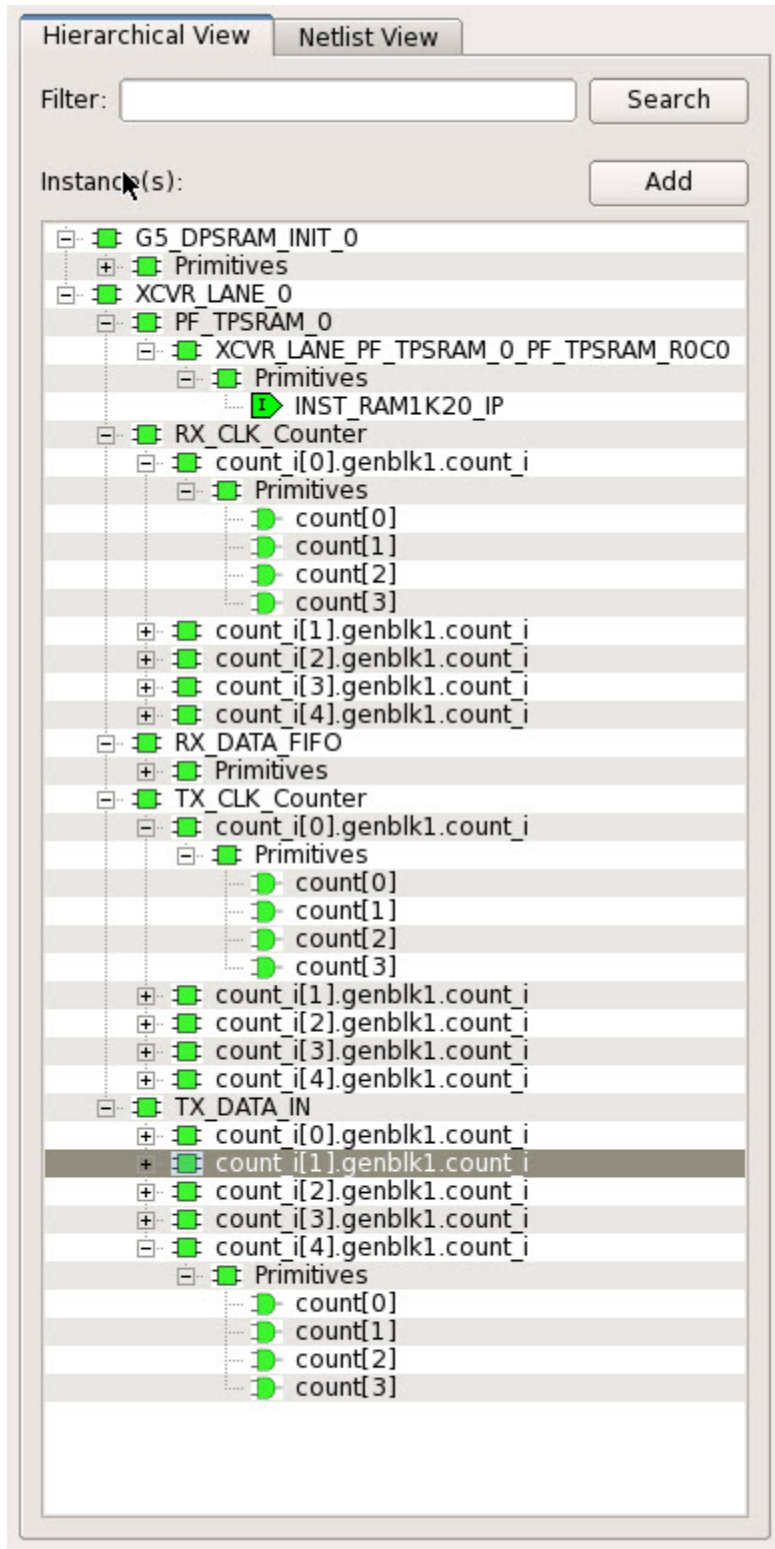 Hierarchical View Netlist View
Filter: Search
Instance(s): Add
G5_DPSRAM_INIT_0
Primitives
XCVR_LANE_0
PF_TPSRAM_0
XCVR_LANE_PF_TPSRAM_0_PF_TPSRAM_R0C0
Primitives
I INST_RAM1K20_IP
RX_CLK_Counter
count_i[0].genblk1.count_i
Primitives
count[0]
count[1]
count[2]
count[3]
count_i[1].genblk1.count_i
count_i[2].genblk1.count_i
count_i[3].genblk1.count_i
count_i[4].genblk1.count_i
RX_DATA_FIFO
Primitives
TX_CLK_Counter
count_i[0].genblk1.count_i
Primitives
count[0]
count[1]
count[2]
count[3]
count_i[1].genblk1.count_i
count_i[2].genblk1.count_i
count_i[3].genblk1.count_i
count_i[4].genblk1.count_i
TX_DATA_IN
count_i[0].genblk1.count_i
count_i[1].genblk1.count_i
count_i[2].genblk1.count_i
count_i[3].genblk1.count_i
count_i[4].genblk1.count_i
Primitives
count[0]
count[1]
count[2]
count[3]